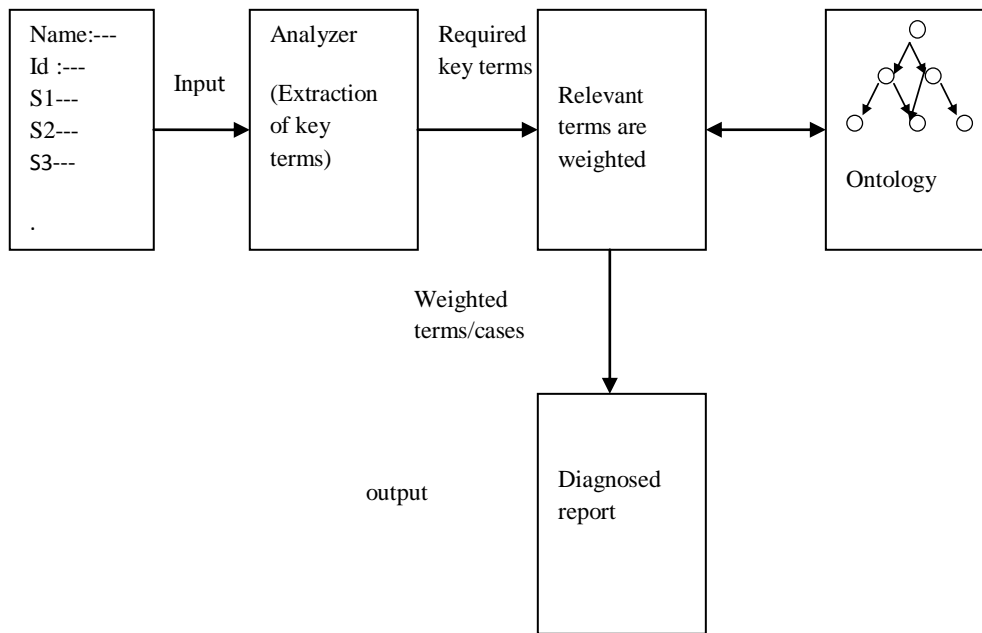 Name:---
Id :---
S1---
S2---
S3---
.
Input
Analyzer
(Extraction
of key
terms)
Required
key terms
Relevant
terms are
weighted
Ontology
Weighted
terms/cases
output
Diagnosed
report